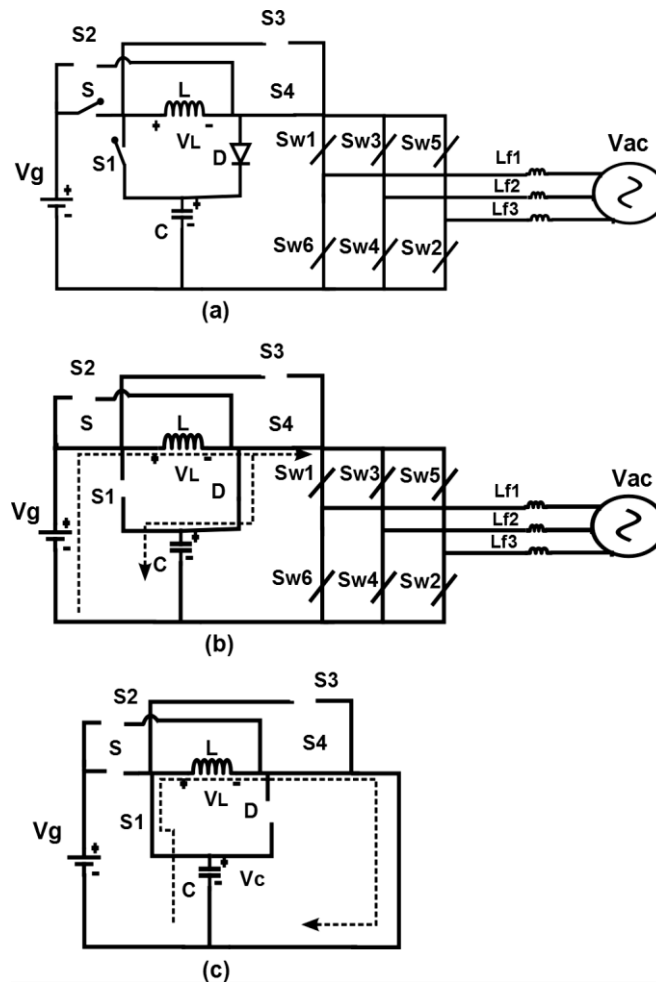 S3
S2
S
L
S4
+ VL -
Sw1
Sw3
Sw5
Vac
S1
D
Lf1
Lf2
Lf3
Vg
+
-
C
+
-
Sw6
Sw4
Sw2
(a)
S3
S2
S
L
S4
+ VL -
Sw1
Sw3
Sw5
Vac
S1
D
Lf1
Lf2
Lf3
Vg
+
-
C
+
-
Sw6
Sw4
Sw2
(b)
S3
S2
S
L
S4
+ VL -
S1
D
Vg
+
-
C
+
-
Vc
(c)